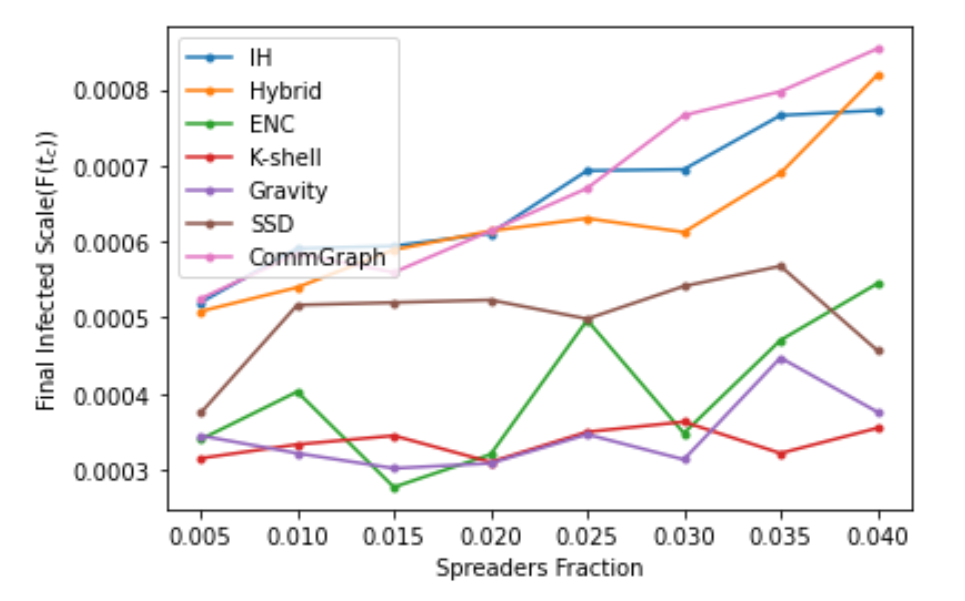 Final Infected Scale(F(t_c))
0.0008
0.0007
0.0006
0.0005
0.0004
0.0003
IH
Hybrid
ENC
K-shell
Gravity
SSD
CommGraph
0.005 0.010 0.015 0.020 0.025 0.030 0.035 0.040
Spreaders Fraction